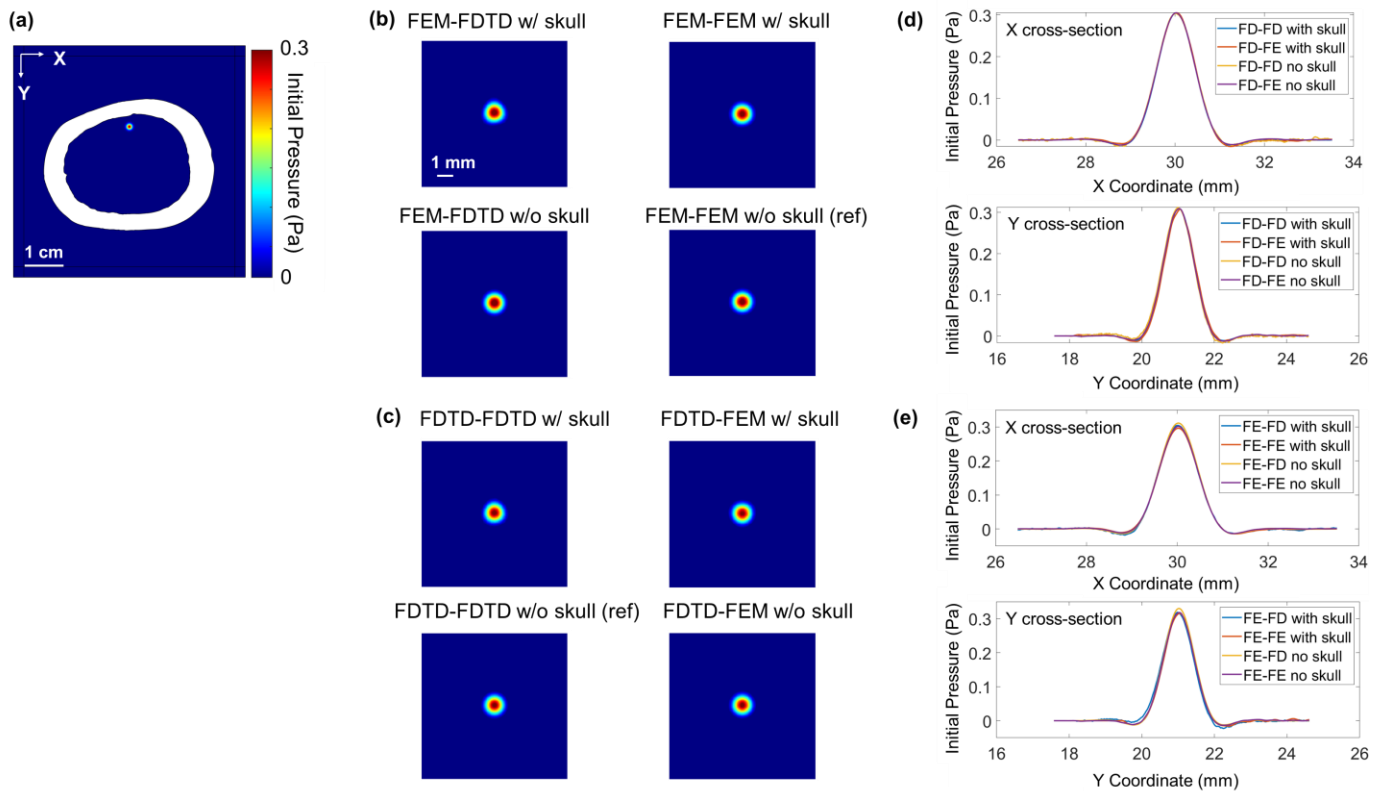 (a)
X
Y
1 cm
0.3
Initial Pressure (Pa)
0
(b)
FEM-FDTD w/ skull
FEM-FEM w/ skull
1 mm
FEM-FDTD w/o skull
FEM-FEM w/o skull (ref)
(c)
FDTD-FDTD w/ skull
FDTD-FEM w/ skull
FDTD-FDTD w/o skull (ref)
FDTD-FEM w/o skull
(d)
X cross-section
FD-FD with skull
FD-FE with skull
FD-FD no skull
FD-FE no skull
Initial Pressure (Pa)
0.3
0.1
0
26 28 30 32 34
X Coordinate (mm)
Y cross-section
FD-FD with skull
FD-FE with skull
FD-FD no skull
FD-FE no skull
Initial Pressure (Pa)
0.3
0.1
0
16 18 20 22 24 26
Y Coordinate (mm)
(e)
X cross-section
FE-FD with skull
FE-FE with skull
FE-FD no skull
FE-FE no skull
Initial Pressure (Pa)
0.3
0.2
0.1
0
26 28 30 32 34
X Coordinate (mm)
Y cross-section
FE-FD with skull
FE-FE with skull
FE-FD no skull
FE-FE no skull
Initial Pressure (Pa)
0.3
0.2
0.1
0
16 18 20 22 24 26
Y Coordinate (mm)